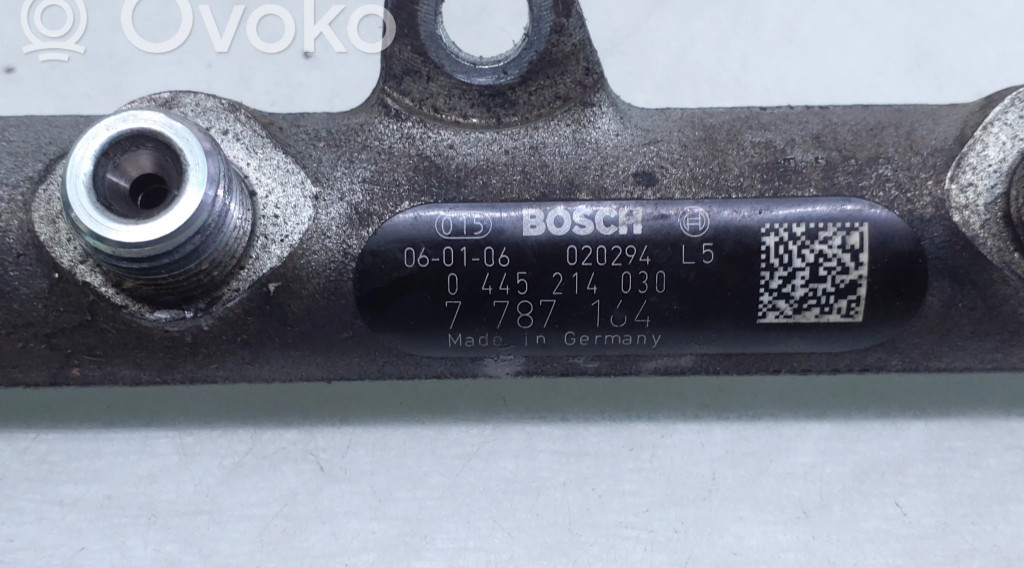 Ovoko
015 BOSCH
06-01-06 020294 L5
0 445 214 030
7 787 164
Made in Germany